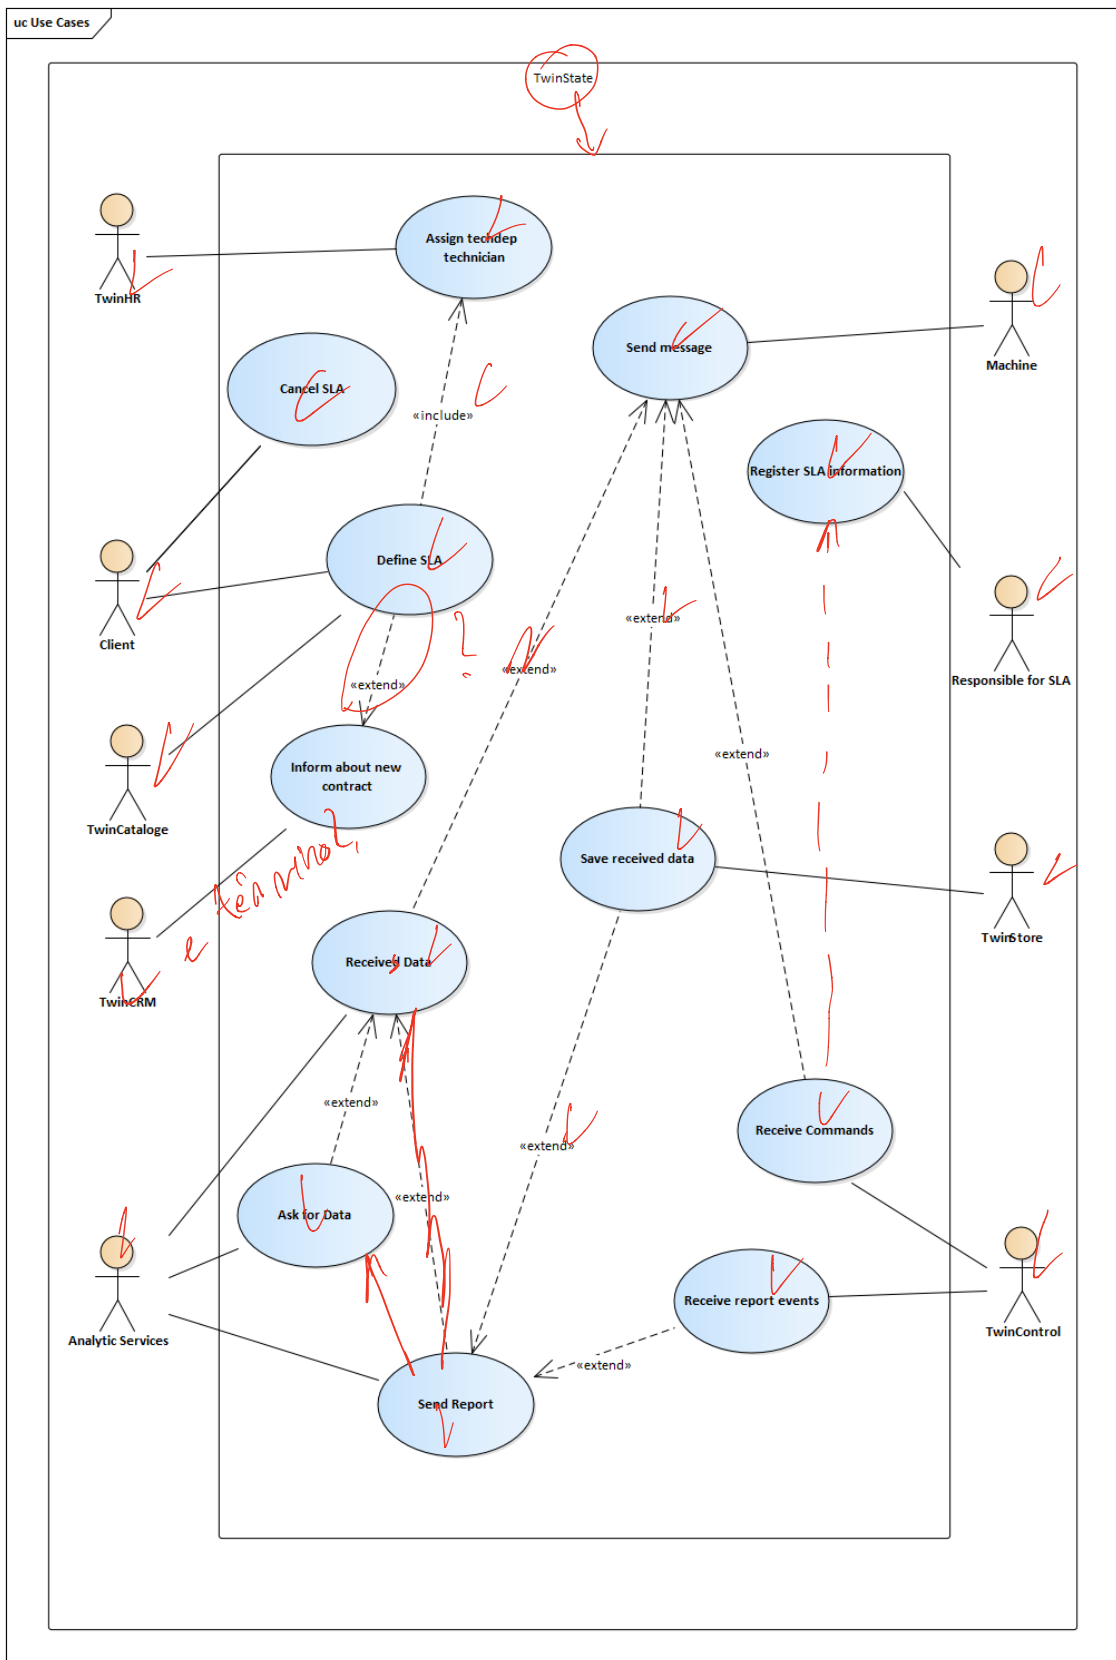 uc Use Cases
TwinState
Assign techdep
technician
TwinHR
Send message
Machine
Cancel SLA
«include»
Register SLA information
Define SLA
Client
?
«extend»
«extend»
«extend»
Responsible for SLA
«extend»
Inform about new
contract
TwinCataloge
Save received data
TwinStore
Received Data
TwinCRM
«extend»
Receive Commands
«extend»
«extend»
Ask for Data
Receive report events
Analytic Services
TwinControl
«extend»
Send Report